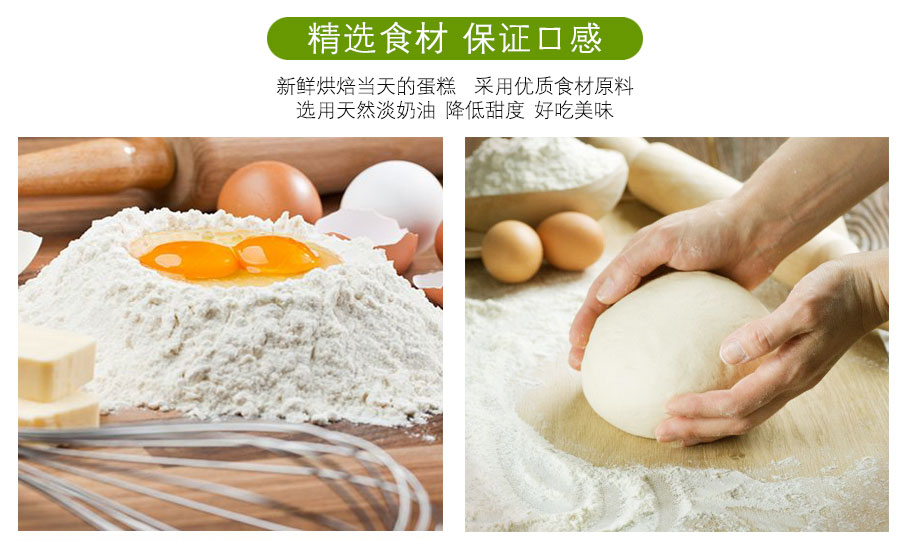 精选食材 保证口感
新鲜烘焙当天的蛋糕 采用优质食材原料
选用天然淡奶油 降低甜度 好吃美味